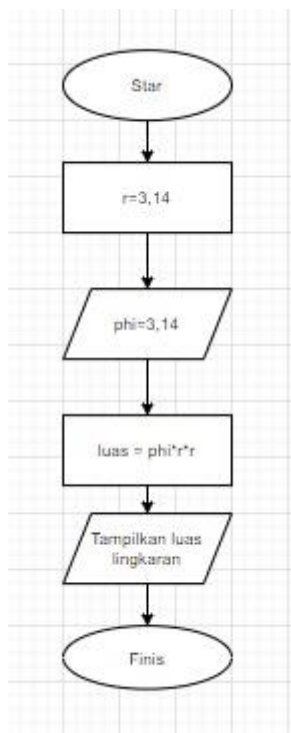 Star
r=3,14
phi=3,14
luas = phi*r*r
Tampilkan luas
lingkaran
Finis